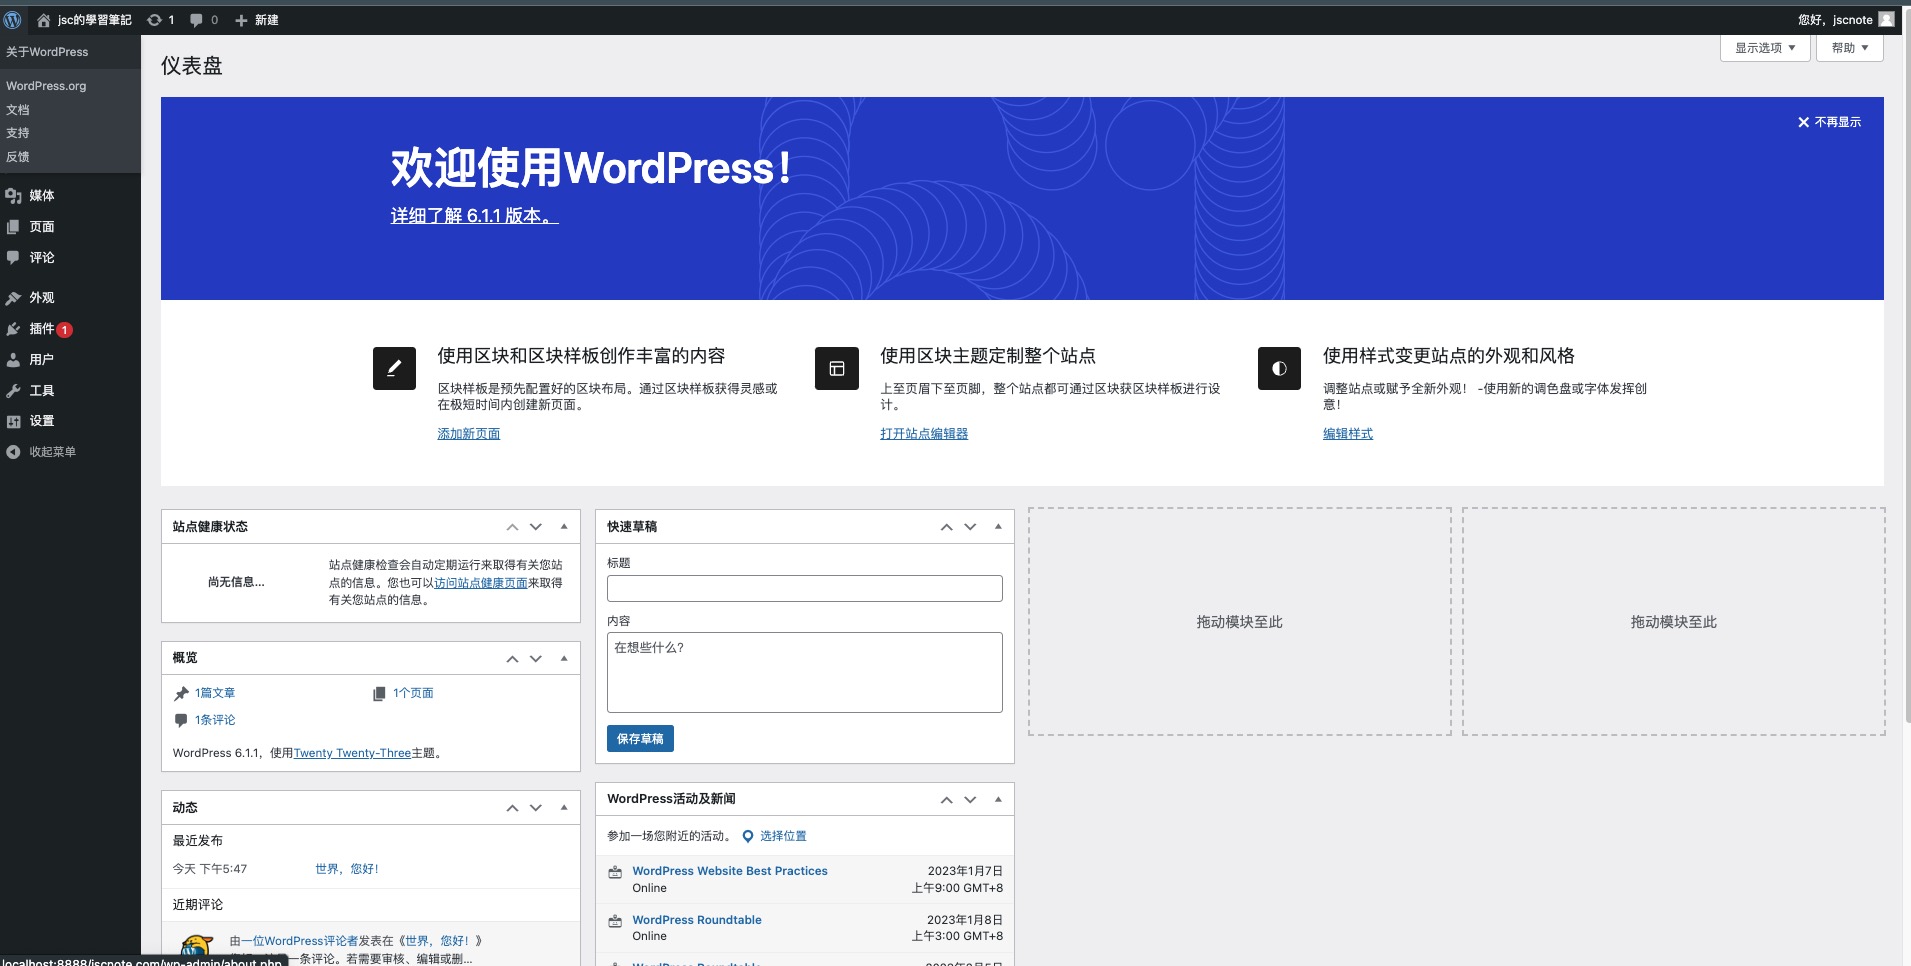 jsc的學習筆記 1 0 新建
您好，jscnote
关于WordPress
WordPress.org
文档
支持
反馈
媒体
页面
评论
外观
插件 1
用户
工具
设置
收起菜单
显示选项
帮助
仪表盘
不再显示
欢迎使用WordPress！
详细了解 6.1.1 版本。
使用区块和区块样板创作丰富的内容
区块样板是预先配置好的区块布局。通过区块样板获得灵感或
在极短时间内创建新页面。
添加新页面
使用区块主题定制整个站点
上至页眉下至页脚，整个站点都可通过区块获区块样板进行设
计。
打开站点编辑器
使用样式变更站点的外观和风格
调整站点或赋予全新外观！ -使用新的调色盘或字体发挥创
意！
编辑样式
站点健康状态
尚无信息...
站点健康检查会自动定期运行来取得有关您站
点的信息。您也可以访问站点健康页面来取得
有关您站点的信息。
概览
1篇文章
1个页面
1条评论
WordPress 6.1.1，使用Twenty Twenty-Three主题。
动态
最近发布
今天 下午5:47
世界，您好！
近期评论
由一位WordPress评论者发表在《世界，您好！》
一条评论。若需要审核、编辑或删...
快速草稿
标题
内容
在想些什么？
保存草稿
WordPress活动及新闻
参加一场您附近的活动。 选择位置
WordPress Website Best Practices
Online
2023年1月7日
上午9:00 GMT+8
WordPress Roundtable
Online
2023年1月8日
上午3:00 GMT+8
WordPress Roundtable
拖动模块至此
拖动模块至此
localhost:8888/jscnote.com/wp-admin/about.php